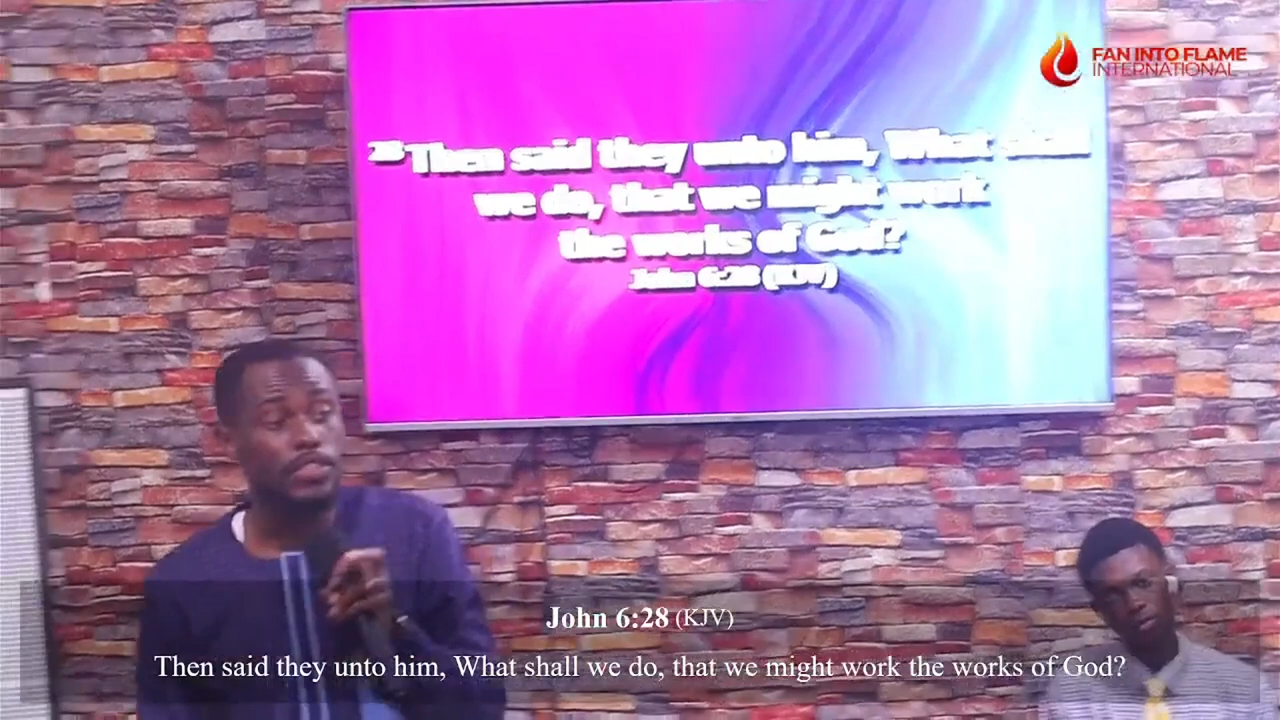 FAN INTO FLAME
INTERNATIONAL
28 Then said they unto him, What shall
we do, that we might work
the works of God?
John 6:28 (KJV)
John 6:28 (KJV)
Then said they unto him, What shall we do, that we might work the works of God?